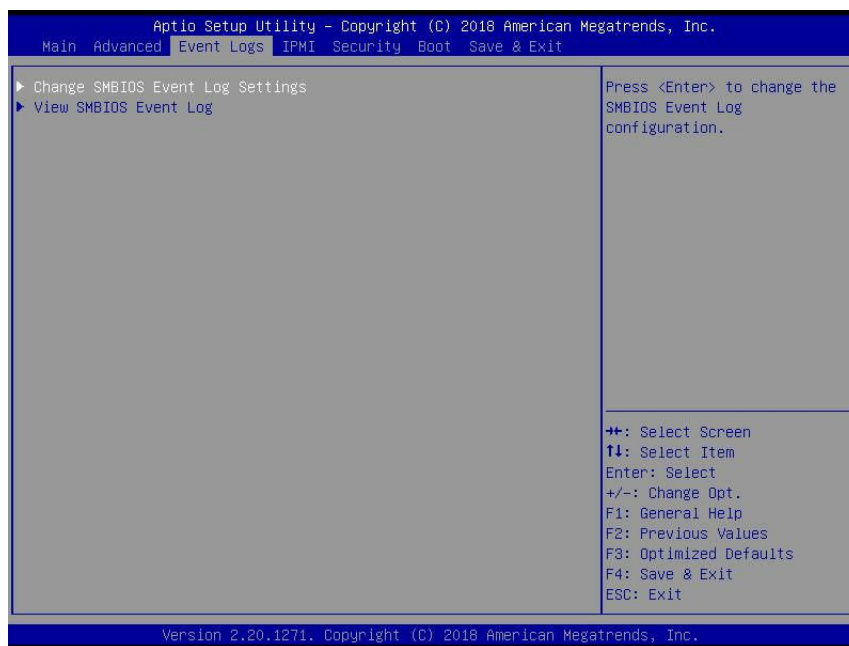 Aptio Setup Utility – Copyright (C) 2018 American Megatrends, Inc.
Main Advanced Event Logs IPMI Security Boot Save & Exit
▶ Change SMBIOS Event Log Settings
▶ View SMBIOS Event Log
Press <Enter> to change the
SMBIOS Event Log
configuration.
→←: Select Screen
↑↓: Select Item
Enter: Select
+/-: Change Opt.
F1: General Help
F2: Previous Values
F3: Optimized Defaults
F4: Save & Exit
ESC: Exit
Version 2.20.1271. Copyright (C) 2018 American Megatrends, Inc.